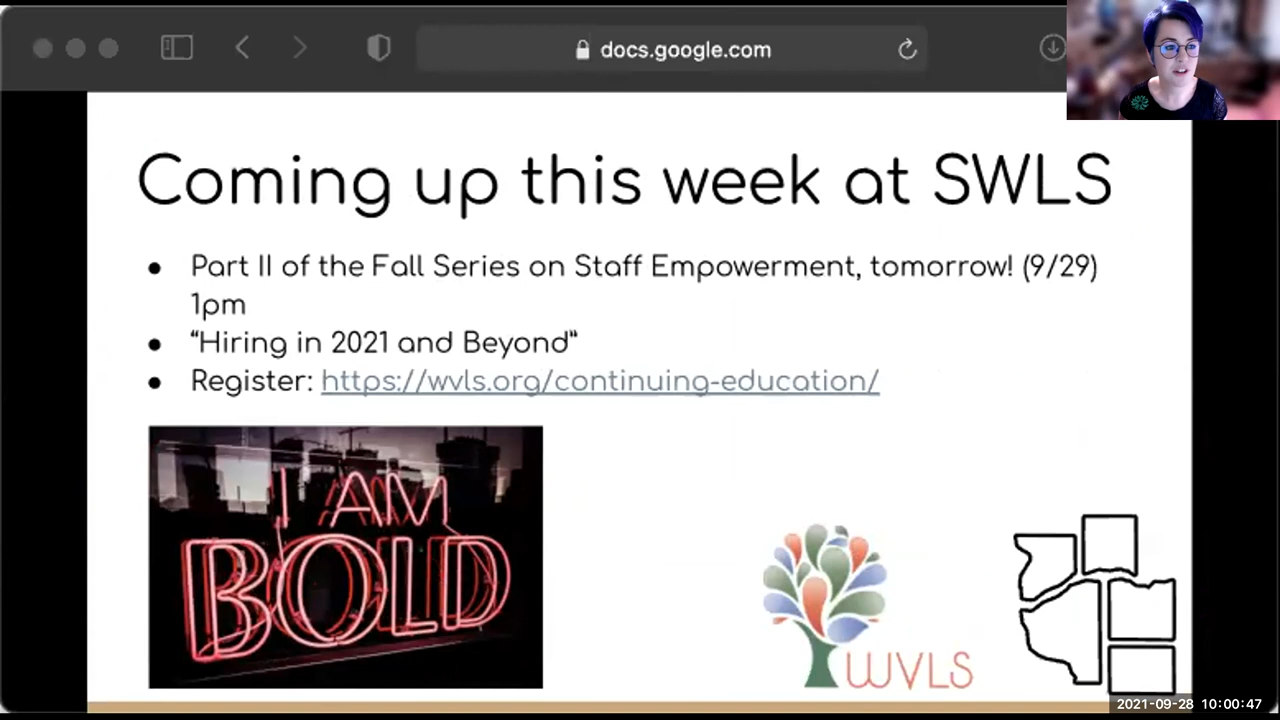 docs.google.com
Coming up this week at SWLS
● Part II of the Fall Series on Staff Empowerment, tomorrow! (9/29)
1pm
● “Hiring in 2021 and Beyond”
● Register: https://wvls.org/continuing-education/
I AM
BOLD
WVLS
2021-09-28 10:00:47